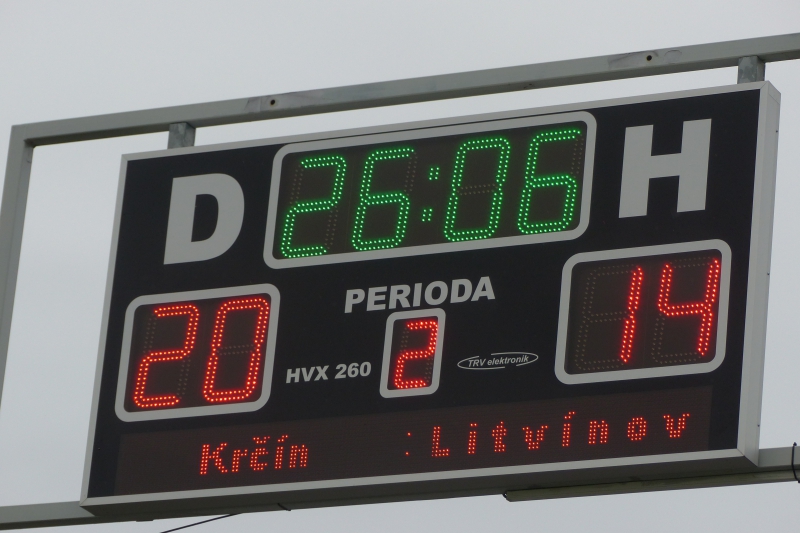 D 26:06 H
PERIODA
20 2 14
HVX 260 TRV elektronik
Krčín :Litvínov